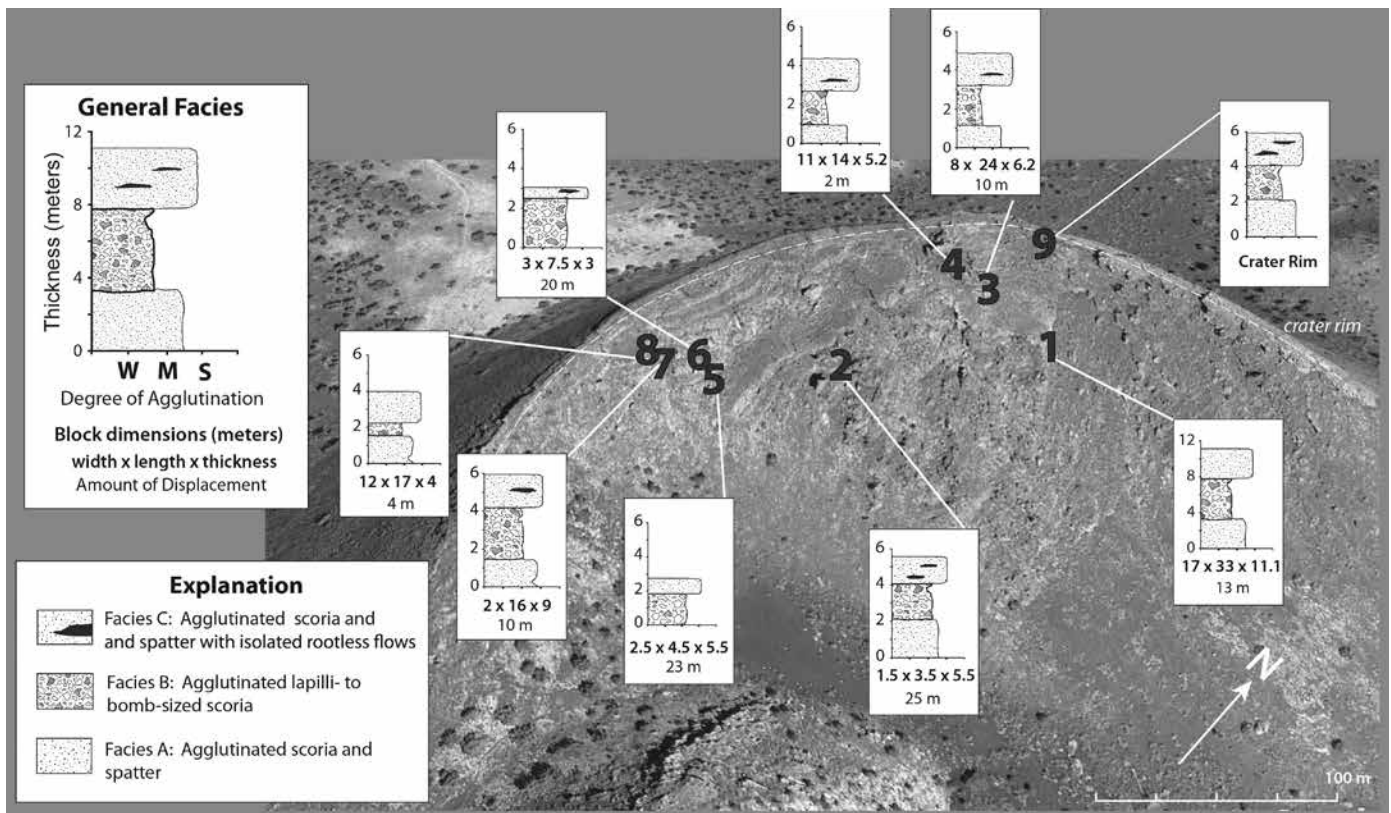 General Facies
12
8
4
0
Thickness (meters)
W M S
Degree of Agglutination
Block dimensions (meters)
width x length x thickness
Amount of Displacement
Explanation
Facies C: Agglutinated scoria and
and spatter with isolated rootless flows
Facies B: Agglutinated lapilli- to
bomb-sized scoria
Facies A: Agglutinated scoria and
spatter
6
4
2
0
3 x 7.5 x 3
20 m
6
4
2
0
11 x 14 x 5.2
2 m
6
4
2
0
8 x 24 x 6.2
10 m
6
4
2
0
Crater Rim
6
4
2
0
12 x 17 x 4
4 m
6
4
2
0
2 x 16 x 9
10 m
6
4
2
0
2.5 x 4.5 x 5.5
23 m
6
4
2
0
1.5 x 3.5 x 5.5
25 m
12
8
4
0
17 x 33 x 11.1
13 m
4
3
9
1
2
8
7
6
5
crater rim
N
100 m